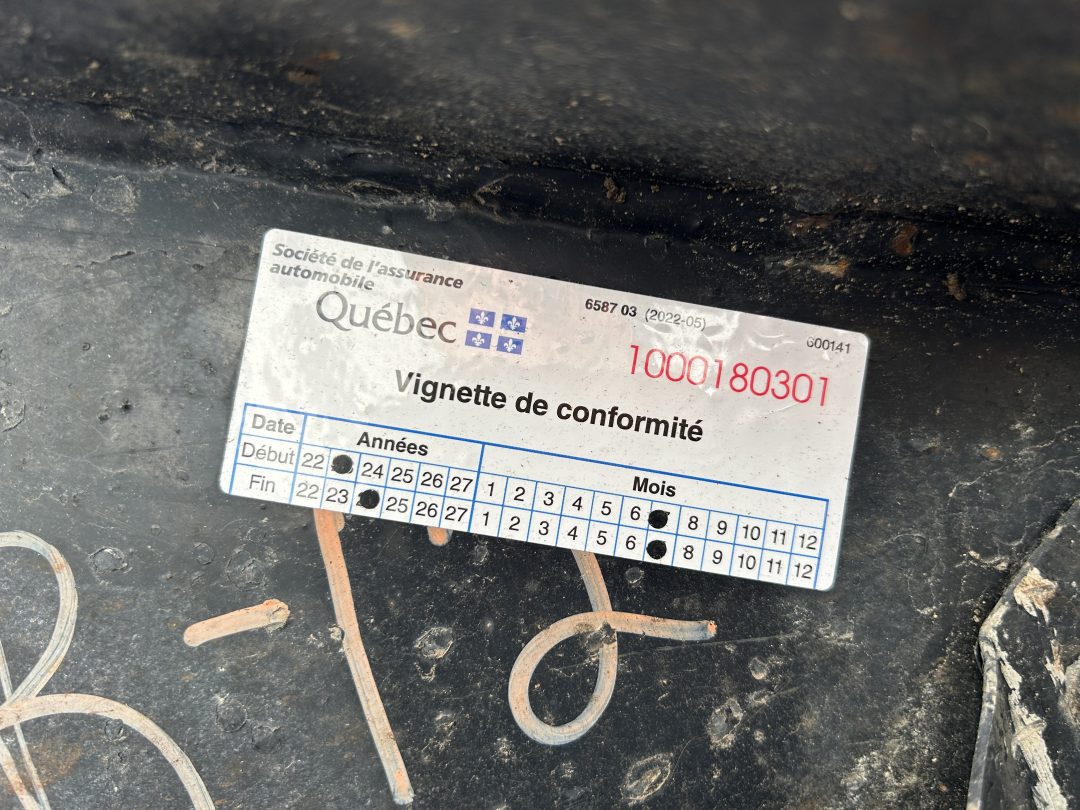 Société de l'assurance
automobile
Québec
6587 03 (2022-05)
600141
1000180301
Vignette de conformité
Date Années Mois
Début 22 24 25 26 27 1 2 3 4 5 6 8 9 10 11 12
Fin 22 23 25 26 27 1 2 3 4 5 6 8 9 10 11 12